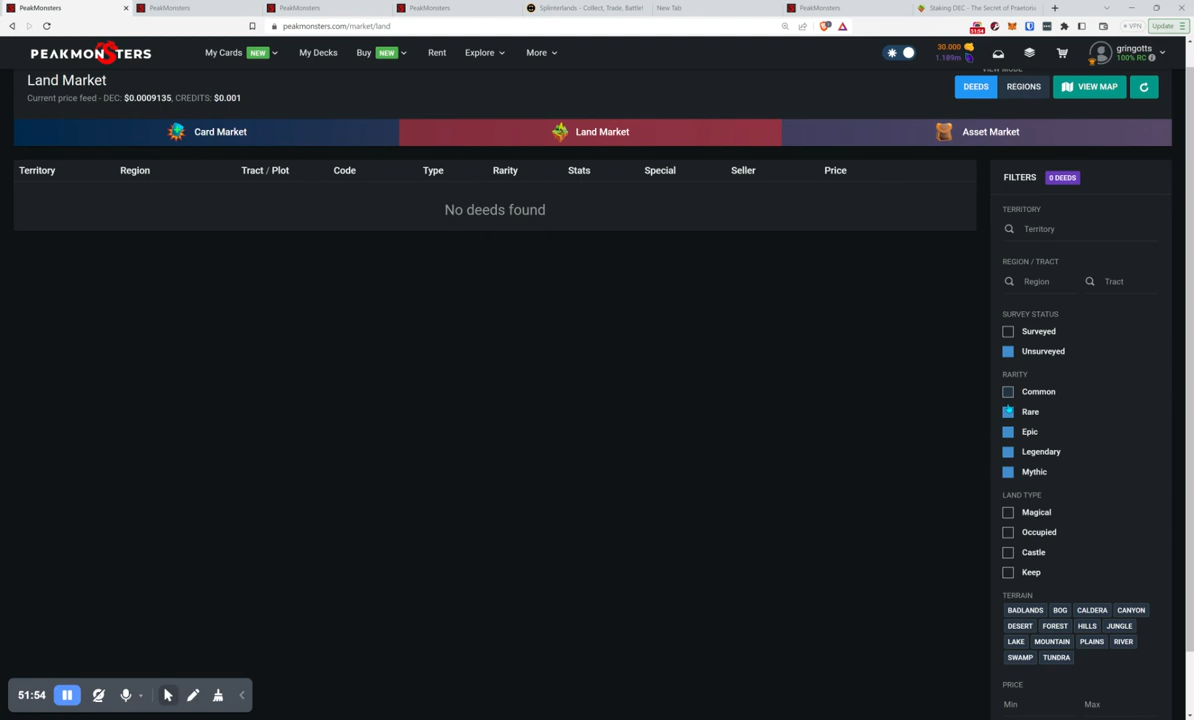 PeakMonsters
PeakMonsters
PeakMonsters
PeakMonsters
Splinterlands - Collect, Trade, Battle!
New Tab
PeakMonsters
Staking DEC - The Secret of Praetoria
peakmonsters.com/market/land
VPN
Update
PEAKMONSTERS
My Cards NEW
My Decks
Buy NEW
Rent
Explore
More
30.000
1.189m
gringotts
100% RC
Land Market
Current price feed - DEC: $0.0009135, CREDITS: $0.001
VIEW MODE
DEEDS
REGIONS
VIEW MAP
Card Market
Land Market
Asset Market
Territory Region Tract / Plot Code Type Rarity Stats Special Seller Price
No deeds found
FILTERS 0 DEEDS
TERRITORY
Territory
REGION / TRACT
Region Tract
SURVEY STATUS
Surveyed
Unsurveyed
RARITY
Common
Rare
Epic
Legendary
Mythic
LAND TYPE
Magical
Occupied
Castle
Keep
TERRAIN
BADLANDS BOG CALDERA CANYON
DESERT FOREST HILLS JUNGLE
LAKE MOUNTAIN PLAINS RIVER
SWAMP TUNDRA
PRICE
Min Max
51:54